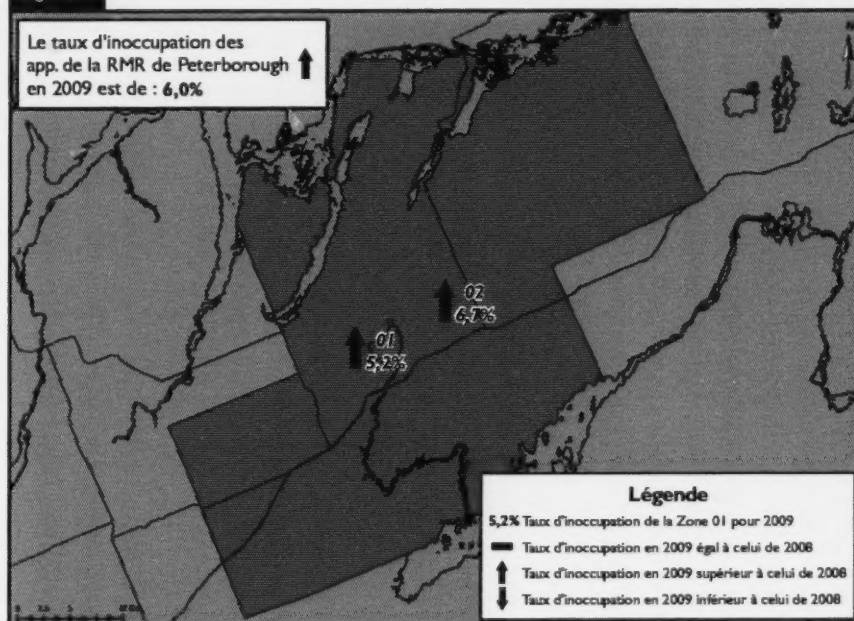 Le taux d'inoccupation des
app. de la RMR de Peterborough
en 2009 est de : 6,0%
02
6,7%
01
5,2%
Légende
5,2% Taux d'inoccupation de la Zone 01 pour 2009
Taux d'inoccupation en 2009 égal à celui de 2008
Taux d'inoccupation en 2009 supérieur à celui de 2008
Taux d'inoccupation en 2009 inférieur à celui de 2008